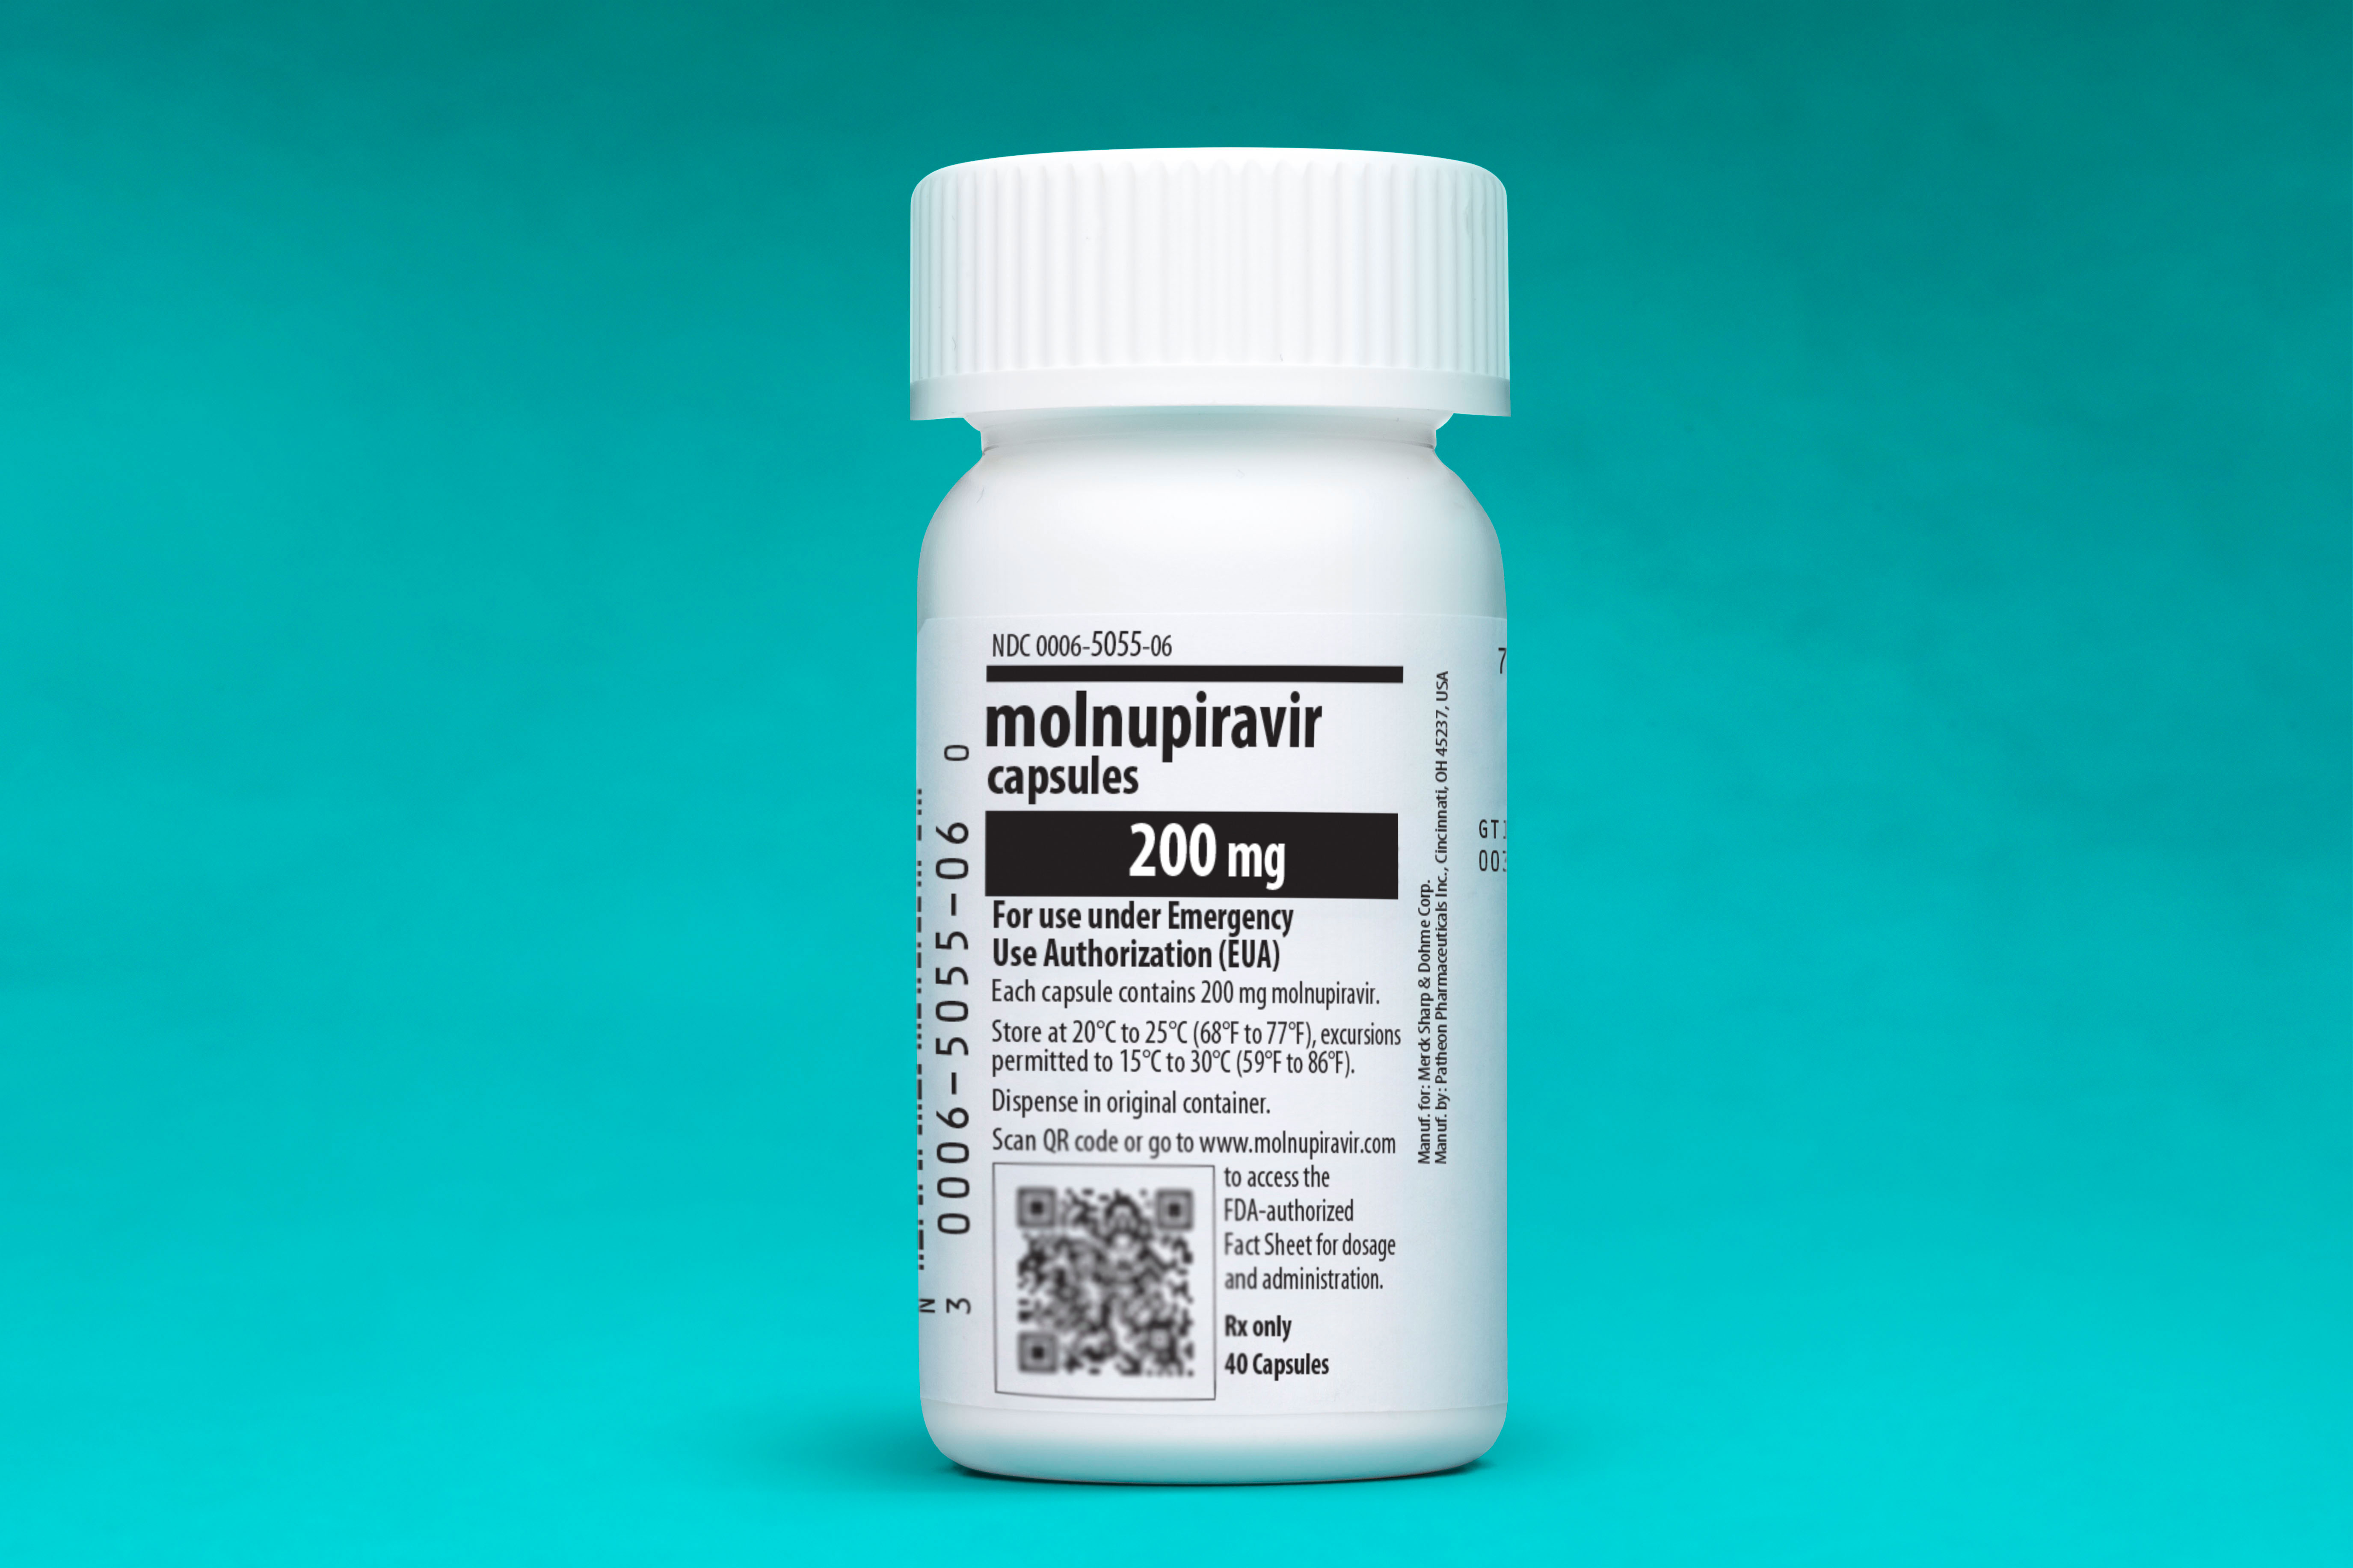 NDC 0006-5055-06
molnupiravir
capsules
200 mg
For use under Emergency
Use Authorization (EUA)
Each capsule contains 200 mg molnupiravir.
Store at 20°C to 25°C (68°F to 77°F), excursions
permitted to 15°C to 30°C (59°F to 86°F).
Dispense in original container.
Scan QR code or go to www.molnupiravir.com
to access the
FDA-authorized
Fact Sheet for dosage
and administration.
Rx only
40 Capsules
N
3 0006-5055-06 0
Manuf. for: Merck Sharp & Dohme Corp.
Manuf. by: Patheon Pharmaceuticals Inc., Cincinnati, OH 45237, USA
7